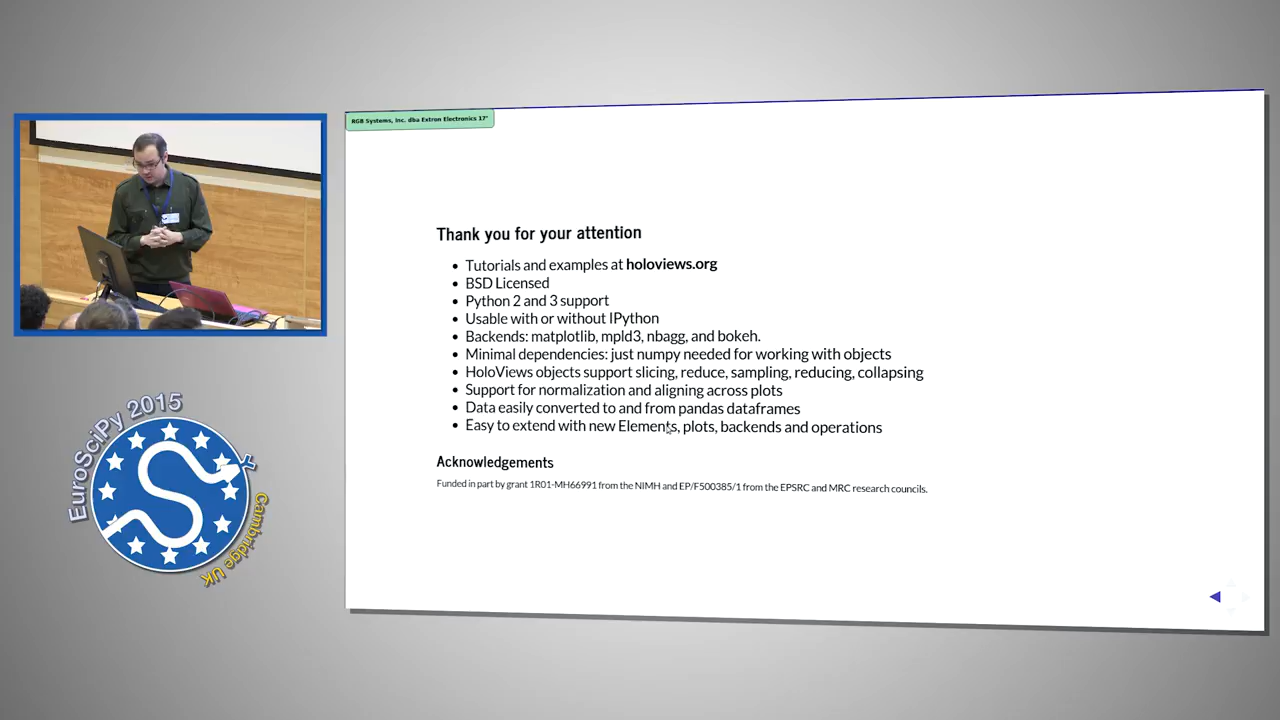 RGB Systems, Inc. dba Extron Electronics 17"
Thank you for your attention
Tutorials and examples at holoviews.org
BSD Licensed
Python 2 and 3 support
Usable with or without IPython
Backends: matplotlib, mpld3, nbagg, and bokeh.
Minimal dependencies: just numpy needed for working with objects
HoloViews objects support slicing, reduce, sampling, reducing, collapsing
Support for normalization and aligning across plots
Data easily converted to and from pandas dataframes
Easy to extend with new Elements, plots, backends and operations
Acknowledgements
Funded in part by grant 1R01-MH66991 from the NIMH and EP/F500385/1 from the EPSRC and MRC research councils.
EuroSciPy 2015
Cambridge UK